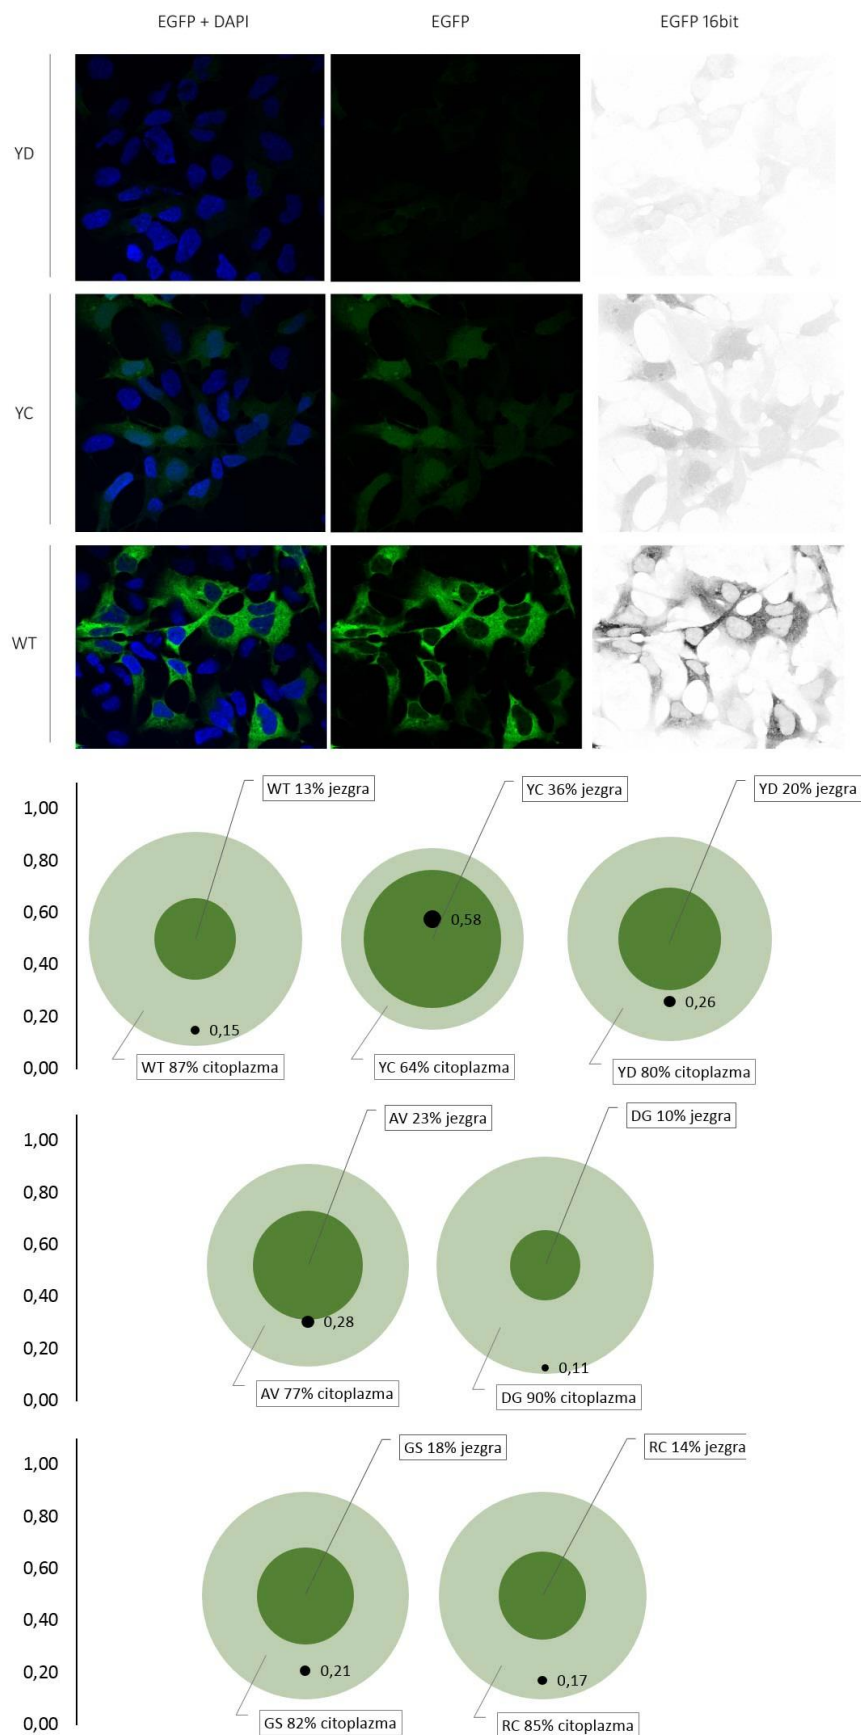 EGFP + DAPI EGFP EGFP 16bit
YD
YC
WT
WT 13% jezgra YC 36% jezgra YD 20% jezgra
1,00
0,80
0,60
0,58
0,40
0,20
0,15
0,26
0,00
WT 87% citoplazma YC 64% citoplazma YD 80% citoplazma
AV 23% jezgra DG 10% jezgra
1,00
0,80
0,60
0,40
0,28
0,20
0,11
0,00
AV 77% citoplazma DG 90% citoplazma
GS 18% jezgra RC 14% jezgra
1,00
0,80
0,60
0,40
0,20
0,21
0,17
0,00
GS 82% citoplazma RC 85% citoplazma